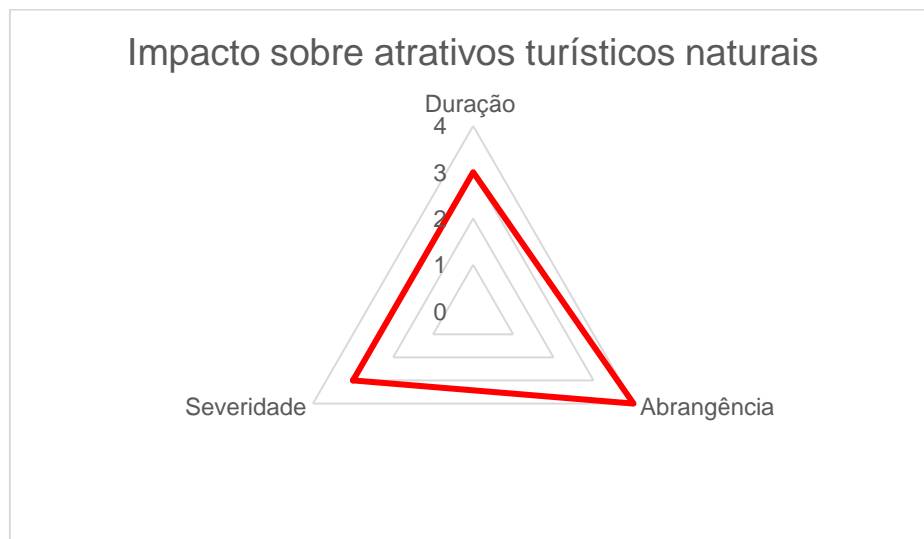 Impacto sobre atrativos turísticos naturais
Duração
4
3
2
1
0
Severidade
Abrangência